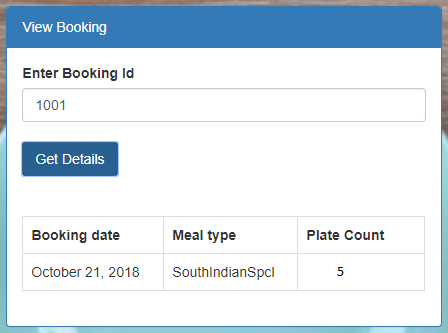 View Booking
Enter Booking Id
1001
Get Details
Booking date Meal type Plate Count
October 21, 2018 SouthIndianSpcl 5